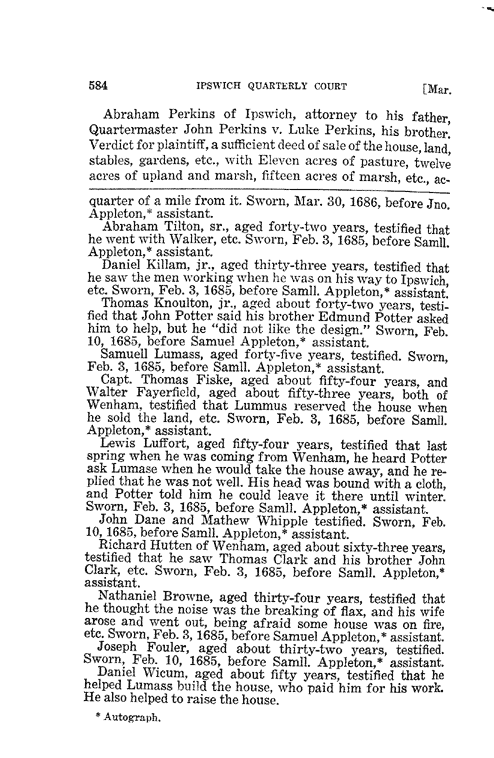 584 IPSWICH QUARTERLY COURT [Mar.
Abraham Perkins of Ipswich, attorney to his father,
Quartermaster John Perkins v. Luke Perkins, his brother.
Verdict for plaintiff, a sufficient deed of sale of the house, land,
stables, gardens, etc., with Eleven acres of pasture, twelve
acres of upland and marsh, fifteen acres of marsh, etc., ac-
quarter of a mile from it. Sworn, Mar. 30, 1686, before Jno.
Appleton,* assistant.
Abraham Tilton, sr., aged forty-two years, testified that
he went with Walker, etc. Sworn, Feb. 3, 1685, before Samll.
Appleton,* assistant.
Daniel Killam, jr., aged thirty-three years, testified that
he saw the men working when he was on his way to Ipswich,
etc. Sworn, Feb. 3, 1685, before Samll. Appleton,* assistant.
Thomas Knoulton, jr., aged about forty-two years, testi-
fied that John Potter said his brother Edmund Potter asked
him to help, but he "did not like the design." Sworn, Feb.
10, 1685, before Samuel Appleton,* assistant.
Samuell Lumass, aged forty-five years, testified. Sworn,
Feb. 3, 1685, before Samll. Appleton,* assistant.
Capt. Thomas Fiske, aged about fifty-four years, and
Walter Fayerfield, aged about fifty-three years, both of
Wenham, testified that Lummus reserved the house when
he sold the land, etc. Sworn, Feb. 3, 1685, before Samll.
Appleton,* assistant.
Lewis Luffort, aged fifty-four years, testified that last
spring when he was coming from Wenham, he heard Potter
ask Lumase when he would take the house away, and he re-
plied that he was not well. His head was bound with a cloth,
and Potter told him he could leave it there until winter.
Sworn, Feb. 3, 1685, before Samll. Appleton,* assistant.
John Dane and Mathew Whipple testified. Sworn, Feb.
10, 1685, before Samll. Appleton,* assistant.
Richard Hutten of Wenham, aged about sixty-three years,
testified that he saw Thomas Clark and his brother John
Clark, etc. Sworn, Feb. 3, 1685, before Samll. Appleton,*
assistant.
Nathaniel Browne, aged thirty-four years, testified that
he thought the noise was the breaking of flax, and his wife
arose and went out, being afraid some house was on fire,
etc. Sworn, Feb. 3, 1685, before Samuel Appleton,* assistant.
Joseph Fouler, aged about thirty-two years, testified.
Sworn, Feb. 10, 1685, before Samll. Appleton,* assistant.
Daniel Wicum, aged about fifty years, testified that he
helped Lumass build the house, who paid him for his work.
He also helped to raise the house.
* Autograph.